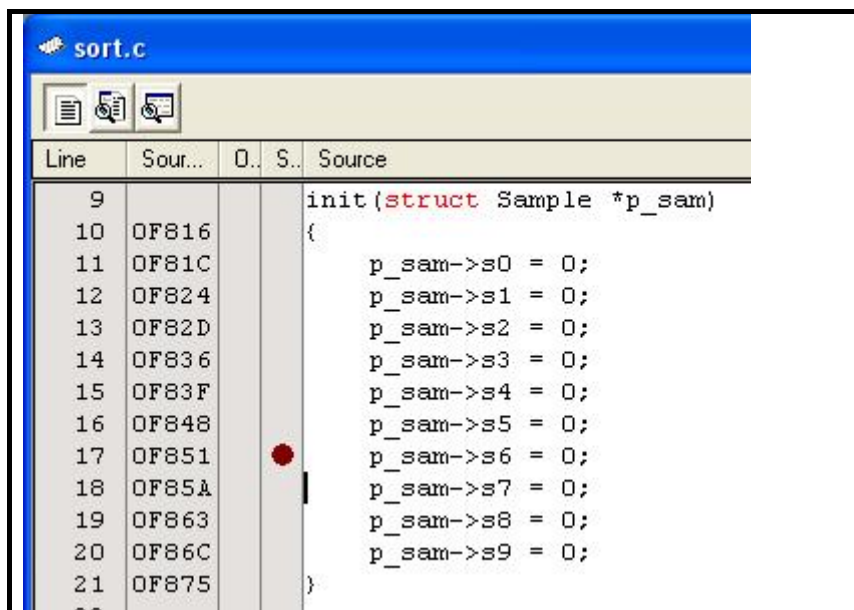 sort.c
Line Sour... O.. S.. Source
9 init(struct Sample *p_sam)
10 0F816 {
11 0F81C p_sam->s0 = 0;
12 0F824 p_sam->s1 = 0;
13 0F82D p_sam->s2 = 0;
14 0F836 p_sam->s3 = 0;
15 0F83F p_sam->s4 = 0;
16 0F848 p_sam->s5 = 0;
17 0F851 p_sam->s6 = 0;
18 0F85A p_sam->s7 = 0;
19 0F863 p_sam->s8 = 0;
20 0F86C p_sam->s9 = 0;
21 0F875 }